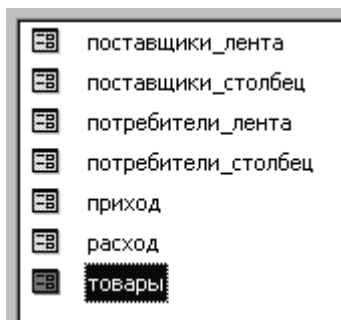 поставщики_лента
поставщики_столбец
потребители_лента
потребители_столбец
приход
расход
товары